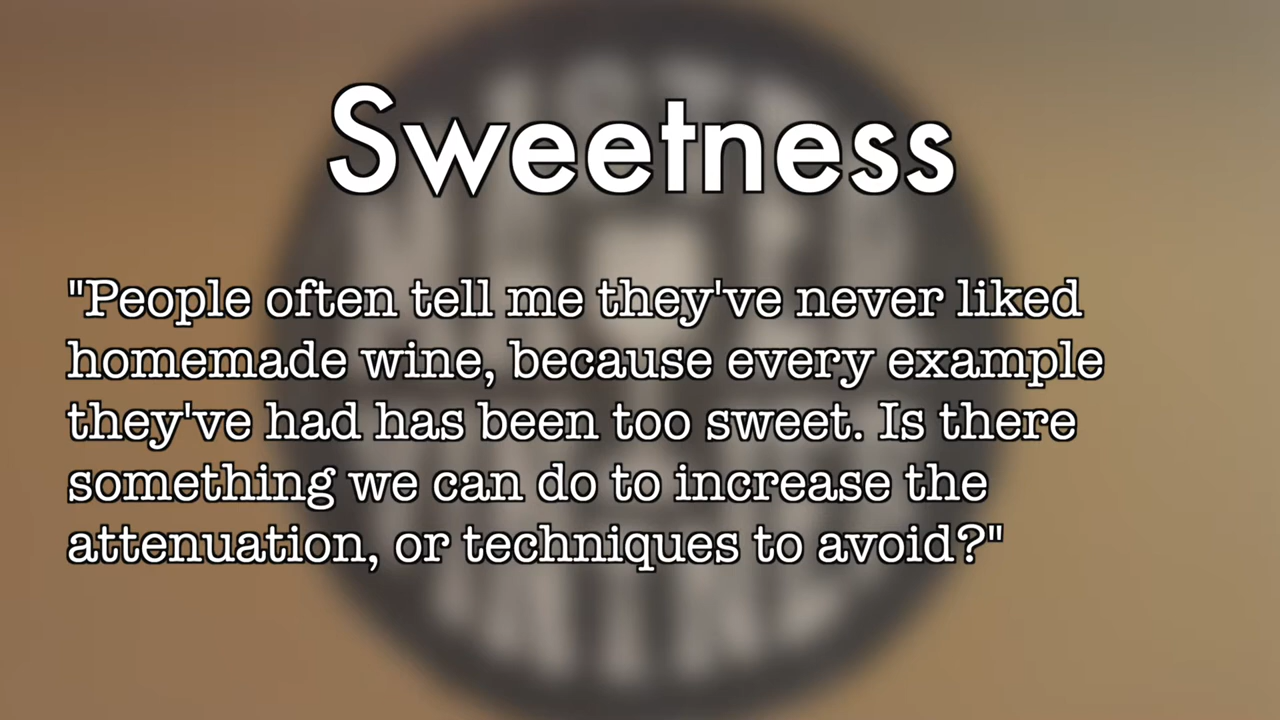 Sweetness
"People often tell me they've never liked
homemade wine, because every example
they've had has been too sweet. Is there
something we can do to increase the
attenuation, or techniques to avoid?"